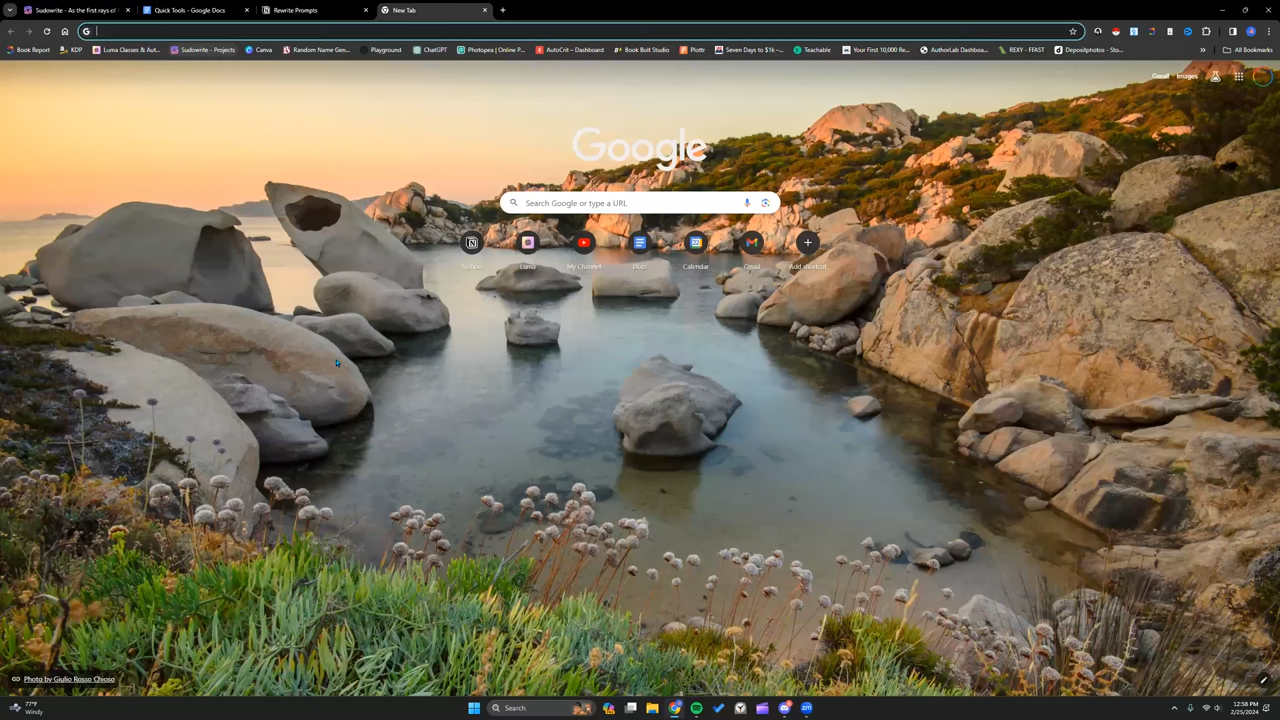 Sudowrite - As the first rays of
Quick Tools - Google Docs
Rewrite Prompts
New Tab
Book Report
KDP
Luma Classes & Aut...
Sudowrite - Projects
Canva
Random Name Gen...
Playground
ChatGPT
Photopea | Online P...
AutoCrit – Dashboard
Book Bolt Studio
Plottr
Seven Days to $1k –...
Teachable
Your First 10,000 Re...
AuthorLab Dashboa...
REXY - FFAST
Depositphotos - Sto...
All Bookmarks
Gmail
Images
Google
Search Google or type a URL
Notion
Luma
My Channel
Docs
Calendar
Gmail
Add shortcut
Photo by Giulio Rosso Chioso
77°F
Windy
Search
12:58 PM
2/25/2024